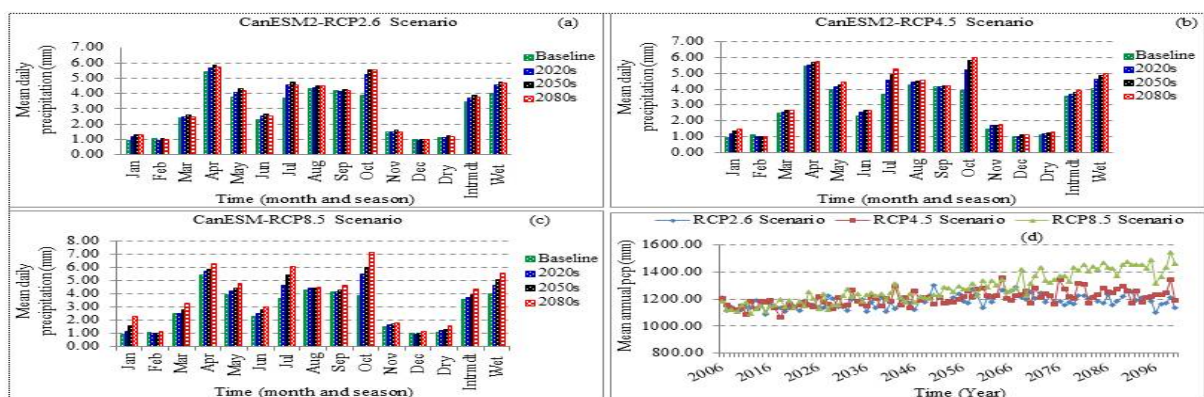 CanESM2-RCP2.6 Scenario (a)
Mean daily
precipitation (mm)
7.00
6.00
5.00
4.00
3.00
2.00
1.00
0.00
Baseline
2020s
2050s
2080s
Jan Feb Mar Apr May Jun Jul Aug Sep Oct Nov Dec Dry Intrmdt Wet
Time (month and season)
CanESM2-RCP4.5 Scenario (b)
Mean daily
precipitation (mm)
7.00
6.00
5.00
4.00
3.00
2.00
1.00
0.00
Baseline
2020s
2050s
2080s
Jan Feb Mar Apr May Jun Jul Aug Sep Oct Nov Dec Dry Intrmdt Wet
Time (month and season)
CanESM-RCP8.5 Scenario (c)
Mean daily
precipitation (mm)
8.00
7.00
6.00
5.00
4.00
3.00
2.00
1.00
0.00
Baseline
2020s
2050s
2080s
Jan Feb Mar Apr May Jun Jul Aug Sep Oct Nov Dec Dry Intrmdt Wet
Time (month and season)
RCP2.6 Scenario RCP4.5 Scenario RCP8.5 Scenario
(d)
Mean annual pcp (mm)
1600.00
1400.00
1200.00
1000.00
800.00
2006 2016 2026 2036 2046 2056 2066 2076 2086 2096
Time (Year)